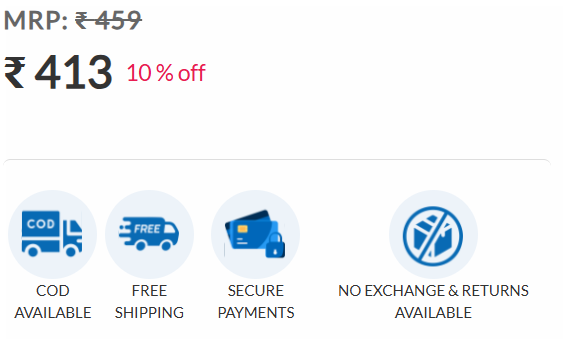 MRP: ₹ 459
₹ 413 10 % off
COD
FREE
COD
AVAILABLE
FREE
SHIPPING
SECURE
PAYMENTS
NO EXCHANGE & RETURNS
AVAILABLE